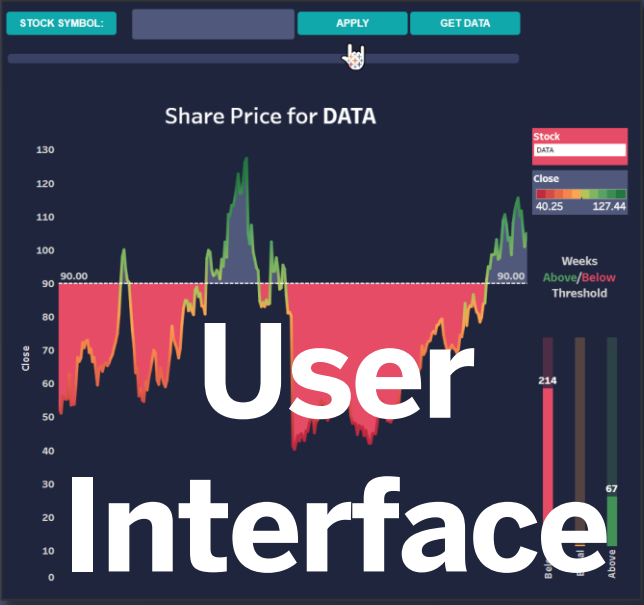 STOCK SYMBOL: APPLY GET DATA
Share Price for DATA
Stock
DATA
Close
40.25 127.44
Weeks
Above/Below
Threshold
130
120
110
100
90
80
70
60
50
40
30
20
10
0
Close
90.00 90.00
214
67
Above
User
Interface